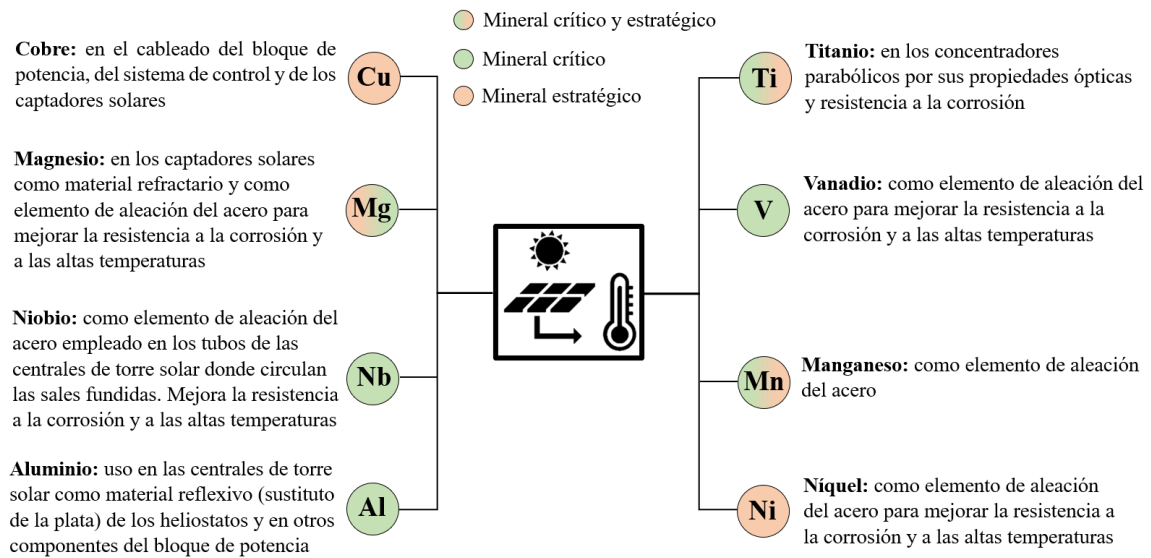 Mineral crítico y estratégico
Mineral crítico
Mineral estratégico
Cobre: en el cableado del bloque de
potencia, del sistema de control y de los
captadores solares
Cu
Magnesio: en los captadores solares
como material refractario y como
elemento de aleación del acero para
mejorar la resistencia a la corrosión y
a las altas temperaturas
Mg
Niobio: como elemento de aleación del
acero empleado en los tubos de las
centrales de torre solar donde circulan
las sales fundidas. Mejora la resistencia
a la corrosión y a las altas temperaturas
Nb
Aluminio: uso en las centrales de torre
solar como material reflexivo (sustituto
de la plata) de los heliostatos y en otros
componentes del bloque de potencia
Al
Ti
Titanio: en los concentradores
parabólicos por sus propiedades ópticas
y resistencia a la corrosión
V
Vanadio: como elemento de aleación del
acero para mejorar la resistencia a la
corrosión y a las altas temperaturas
Mn
Manganeso: como elemento de aleación
del acero
Ni
Níquel: como elemento de aleación
del acero para mejorar la resistencia a
la corrosión y a las altas temperaturas